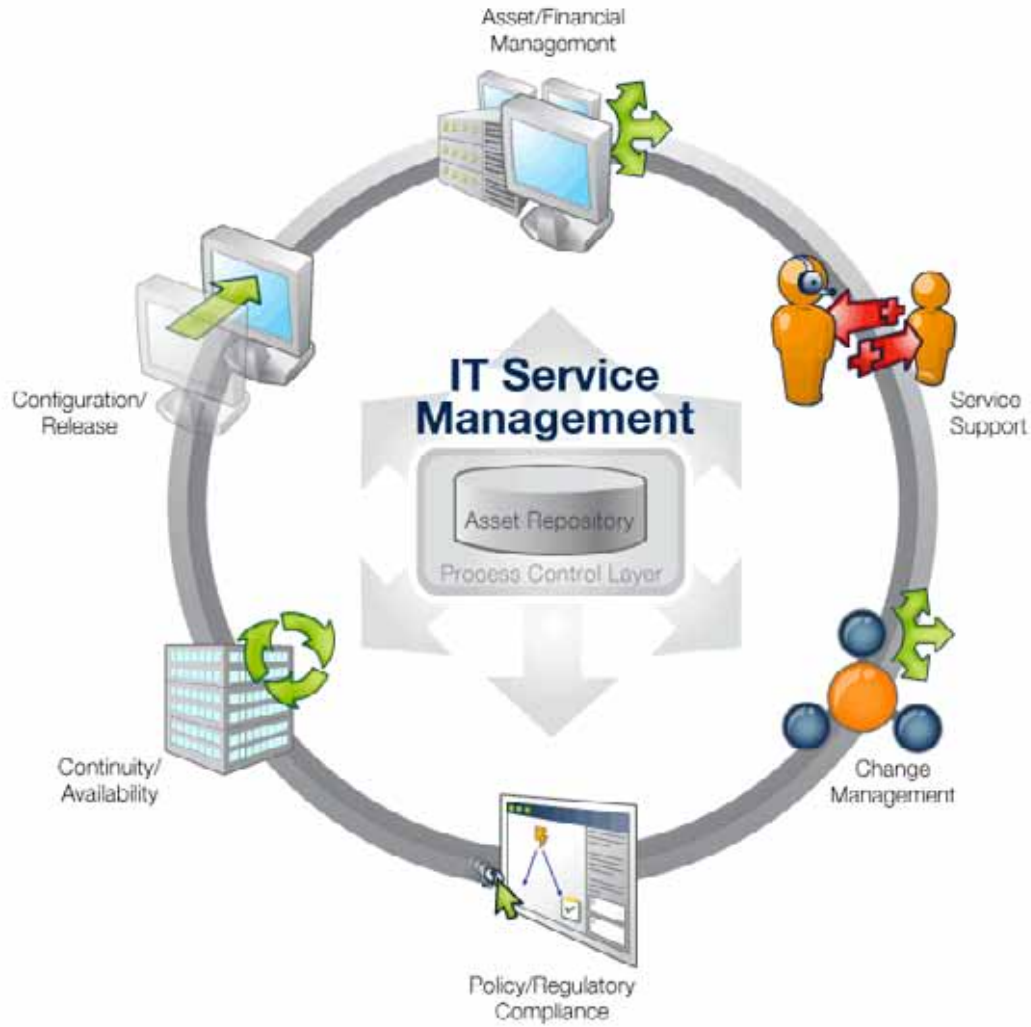 Asset/Financial
Management
Configuration/
Release
IT Service
Management
Service
Support
Asset Repository
Process Control Layer
Continuity/
Availability
Change
Management
Policy/Regulatory
Compliance